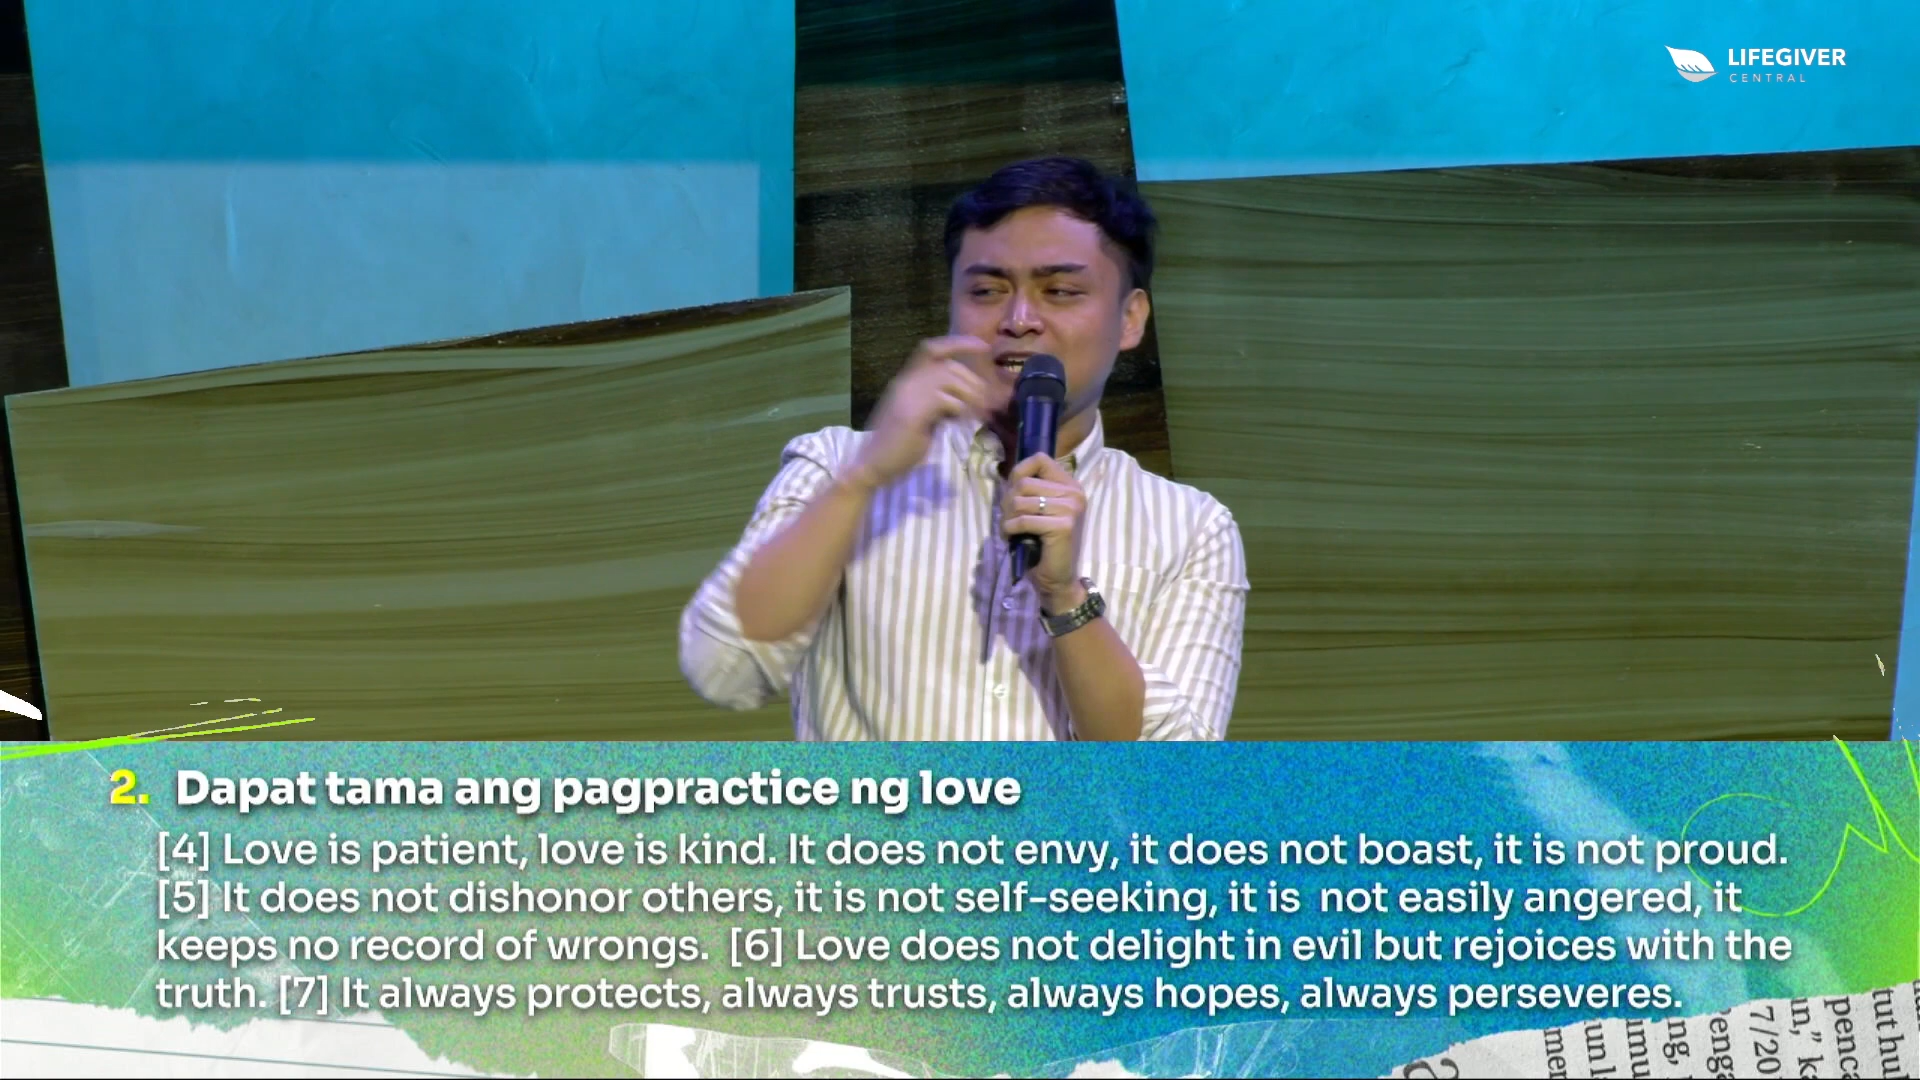 LIFEGIVER
CENTRAL
2. Dapat tama ang pagpractice ng love
[4] Love is patient, love is kind. It does not envy, it does not boast, it is not proud.
[5] It does not dishonor others, it is not self-seeking, it is not easily angered, it
keeps no record of wrongs. [6] Love does not delight in evil but rejoices with the
truth. [7] It always protects, always trusts, always hopes, always perseveres.